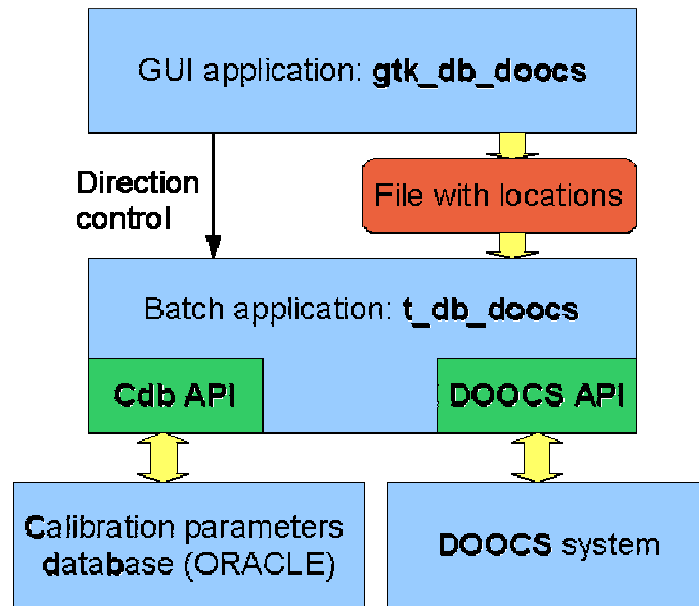 GUI application: gtk_db_doocs
Direction
control
File with locations
Batch application: t_db_doocs
Cdb API
DOOCS API
Calibration parameters
database (ORACLE)
DOOCS system